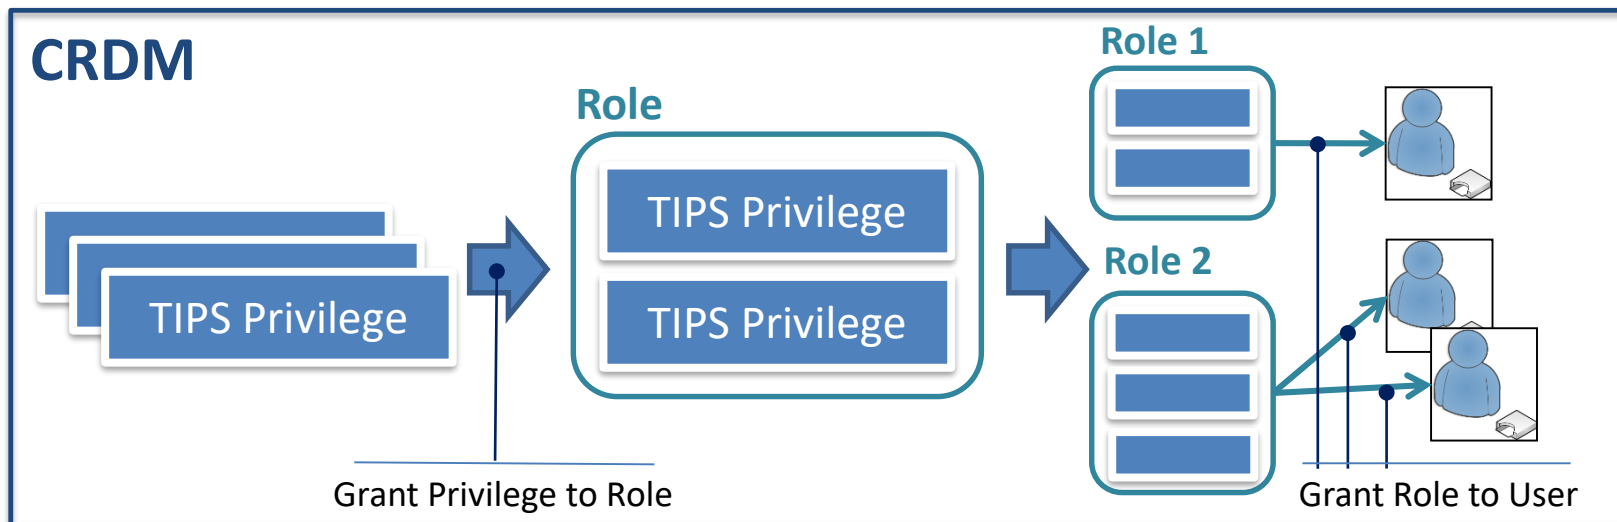 CRDM
TIPS Privilege
Grant Privilege to Role
Role
TIPS Privilege
TIPS Privilege
Role 1
Role 2
Grant Role to User